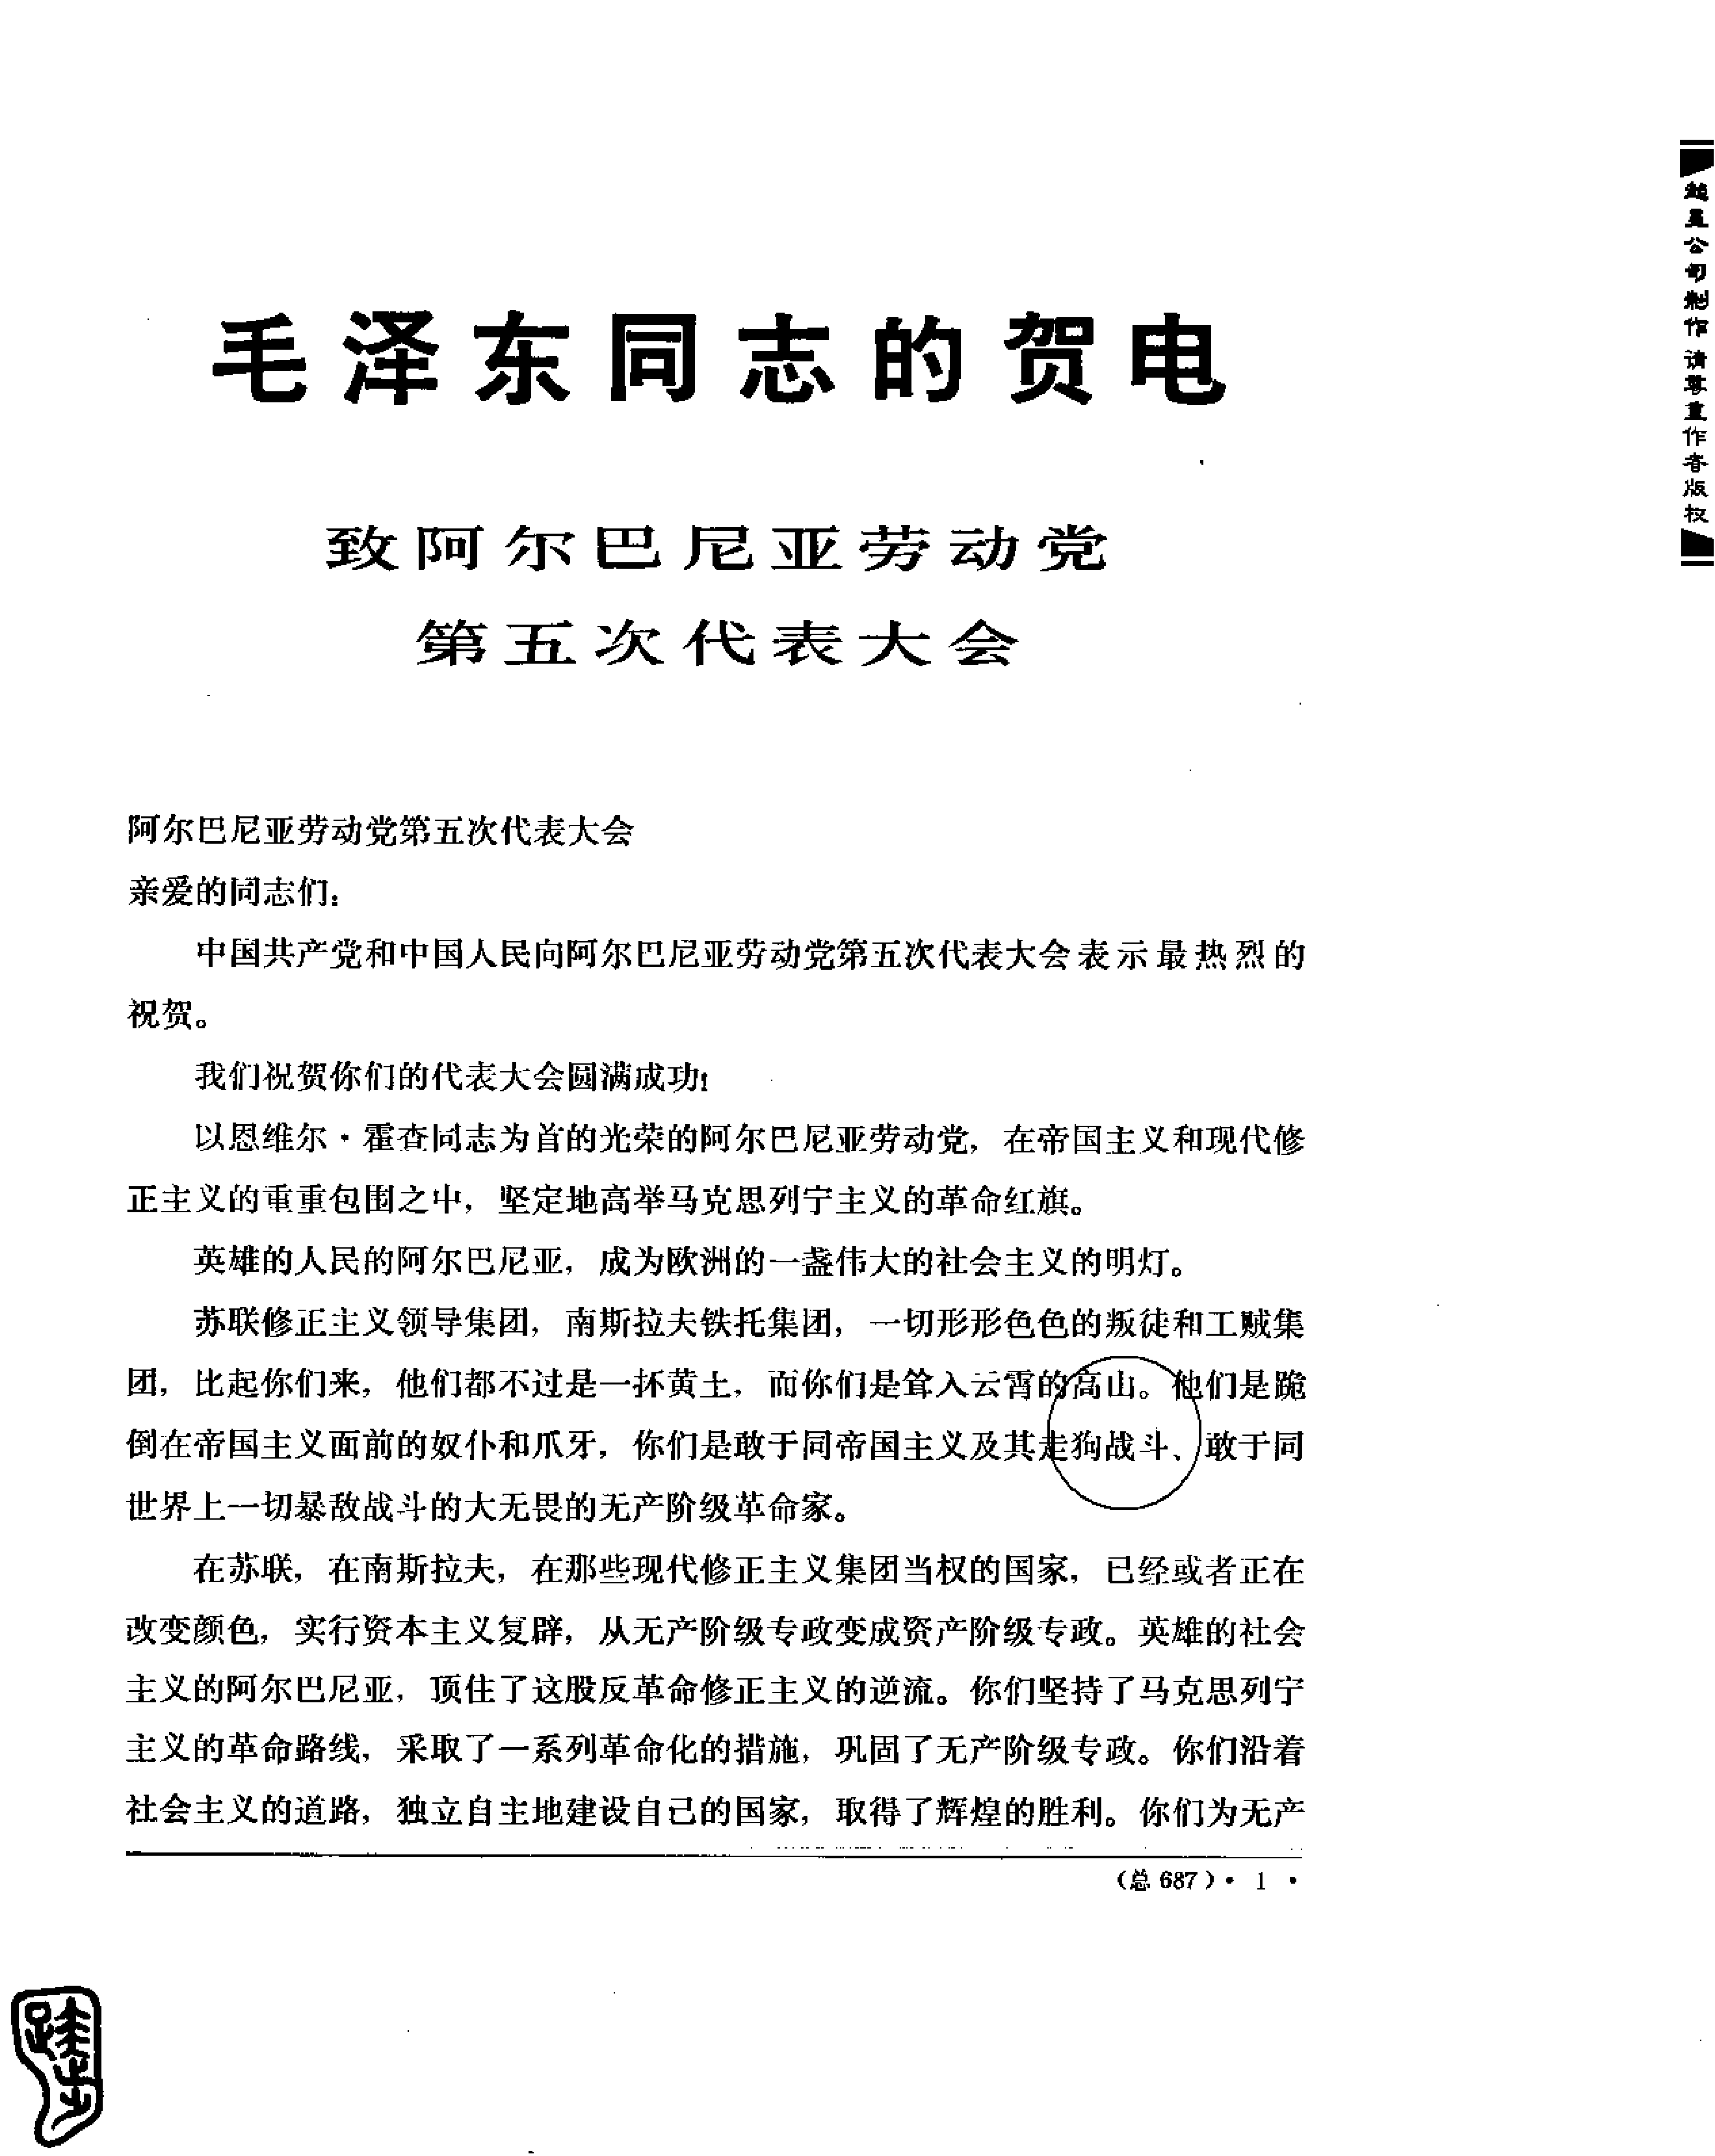 毛泽东同志的贺电
致阿尔巴尼亚劳动党
第五次代表大会
阿尔巴尼亚劳动党第五次代表大会
亲爱的同志们：
中国共产党和中国人民向阿尔巴尼亚劳动党第五次代表大会表示最热烈的
祝贺。
我们祝贺你们的代表大会圆满成功！
以恩维尔·霍查同志为首的光荣的阿尔巴尼亚劳动党，在帝国主义和现代修
正主义的重重包围之中，坚定地高举马克思列宁主义的革命红旗。
英雄的人民的阿尔巴尼亚，成为欧洲的一盏伟大的社会主义的明灯。
苏联修正主义领导集团，南斯拉夫铁托集团，一切形形色色的叛徒和工贼集
团，比起你们来，他们都不过是一抔黄土，而你们是耸入云霄的高山。他们是跪
倒在帝国主义面前的奴仆和爪牙，你们是敢于同帝国主义及其走狗战斗、敢于同
世界上一切暴敌战斗的大无畏的无产阶级革命家。
在苏联，在南斯拉夫，在那些现代修正主义集团当权的国家，已经或者正在
改变颜色，实行资本主义复辟，从无产阶级专政变成资产阶级专政。英雄的社会
主义的阿尔巴尼亚，顶住了这股反革命修正主义的逆流。你们坚持了马克思列宁
主义的革命路线，采取了一系列革命化的措施，巩固了无产阶级专政。你们沿着
社会主义的道路，独立自主地建设自己的国家，取得了辉煌的胜利。你们为无产
（总 687）· 1 ·
超星公司制作 请尊重作者版权